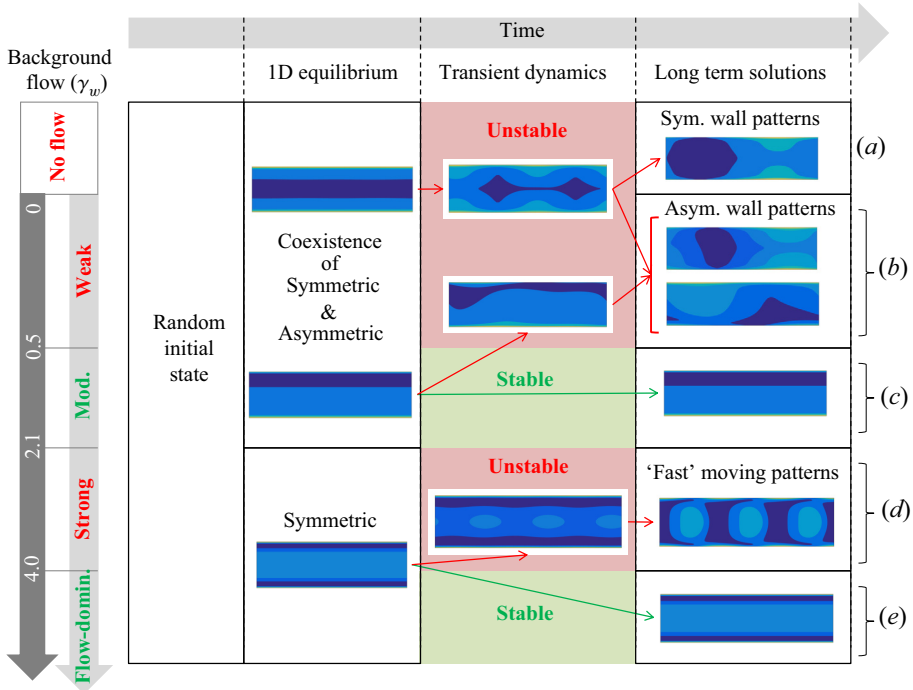 Time
Background
flow (γw)
1D equilibrium
Transient dynamics
Long term solutions
No flow
0
Weak
0.5
Mod.
2.1
Strong
4.0
Flow-domin.
Random
initial
state
Coexistence
of
Symmetric
&
Asymmetric
Symmetric
Unstable
Stable
Unstable
Stable
Sym. wall patterns
(a)
Asym. wall patterns
(b)
(c)
‘Fast’ moving patterns
(d)
(e)